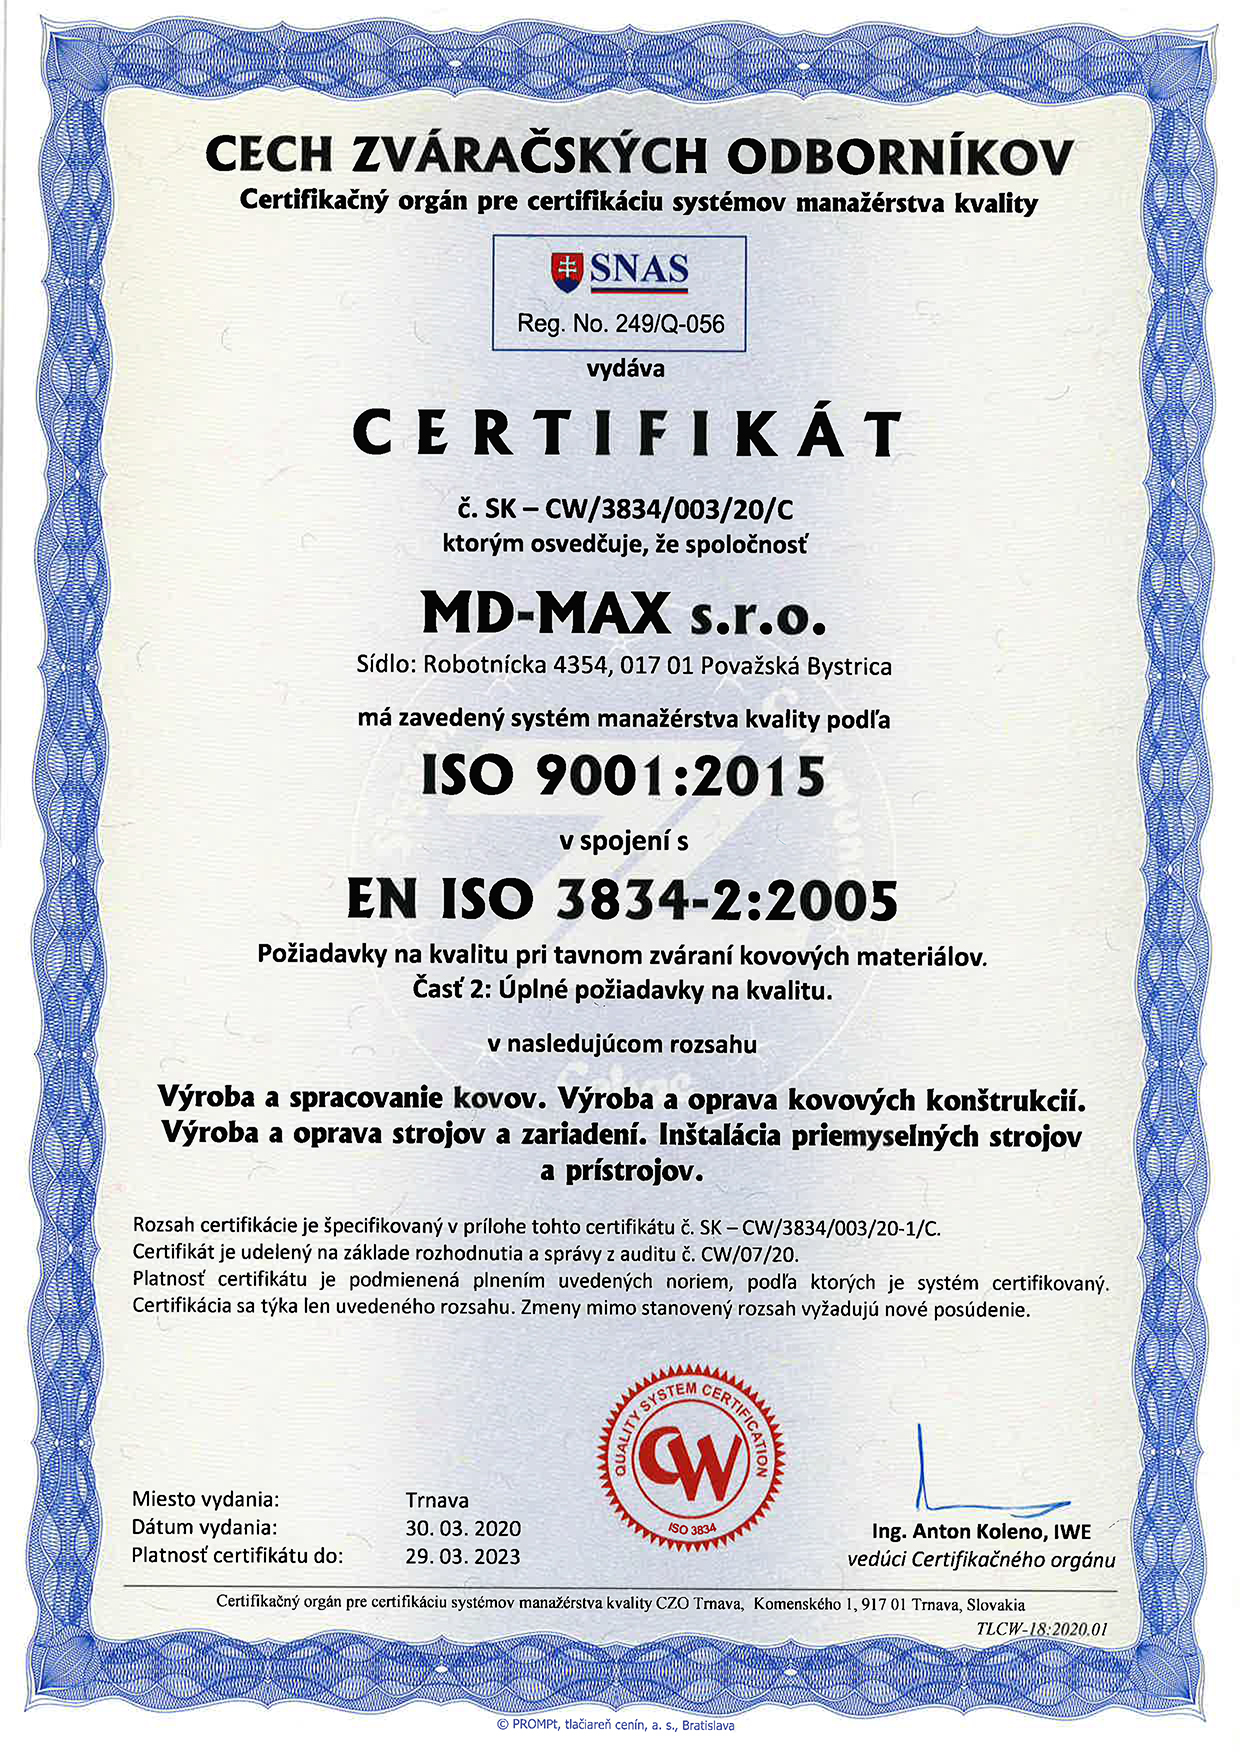 CECH ZVÁRAČSKÝCH ODBORNÍKOV
Certifikačný orgán pre certifikáciu systémov manažérstva kvality
SNAS
Reg. No. 249/Q-056
vydáva
CERTIFIKÁT
č. SK – CW/3834/003/20/C
ktorým osvedčuje, že spoločnosť
MD-MAX s.r.o.
Sídlo: Robotnícka 4354, 017 01 Považská Bystrica
má zavedený systém manažérstva kvality podľa
ISO 9001:2015
v spojení s
EN ISO 3834-2:2005
Požiadavky na kvalitu pri tavnom zváraní kovových materiálov.
Časť 2: Úplné požiadavky na kvalitu.
v nasledujúcom rozsahu
Výroba a spracovanie kovov. Výroba a oprava kovových konštrukcií.
Výroba a oprava strojov a zariadení. Inštalácia priemyselných strojov
a prístrojov.
Rozsah certifikácie je špecifikovaný v prílohe tohto certifikátu č. SK – CW/3834/003/20-1/C.
Certifikát je udelený na základe rozhodnutia a správy z auditu č. CW/07/20.
Platnosť certifikátu je podmienená plnením uvedených noriem, podľa ktorých je systém certifikovaný.
Certifikácia sa týka len uvedeného rozsahu. Zmeny mimo stanovený rozsah vyžadujú nové posúdenie.
QUALITY SYSTEM CERTIFICATION
CW
ISO 3834
Miesto vydania: Trnava
Dátum vydania: 30. 03. 2020
Platnosť certifikátu do: 29. 03. 2023
Ing. Anton Koleno, IWE
vedúci Certifikačného orgánu
Certifikačný orgán pre certifikáciu systémov manažérstva kvality CZO Trnava, Komenského 1, 917 01 Trnava, Slovakia
TLCW-18:2020.01
© PROMPt, tlačiareň cenín, a. s., Bratislava